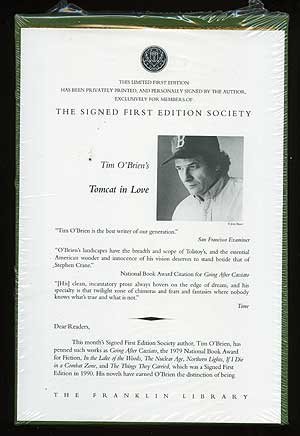 THIS LIMITED FIRST EDITION
HAS BEEN PRIVATELY PRINTED, AND PERSONALLY SIGNED BY THE AUTHOR,
EXCLUSIVELY FOR MEMBERS OF
THE SIGNED FIRST EDITION SOCIETY
Tim O'Brien's
Tomcat in Love
B
"Tim O'Brien is the best writer of our generation."
San Francisco Examiner
"O'Brien's landscapes have the breadth and scope of Tolstoy's, and the essential
American wonder and innocence of his vision deserves to stand beside that of
Stephen Crane."
National Book Award Citation for Going After Cacciato
"[His] clean, incantatory prose always hovers on the edge of dream, and his
specialty is that twilight zone of chimeras and fears and fantasies where nobody
knows what's true and what is not."
Time
Dear Readers,
This month's Signed First Edition Society author, Tim O'Brien, has
penned such works as Going After Cacciato, the 1979 National Book Award
for Fiction, In the Lake of the Woods, The Nuclear Age, Northern Lights, If I Die
in a Combat Zone, and The Things They Carried, which was a Signed First
Edition in 1990. His novels have earned O'Brien the distinction of being
THE FRANKLIN LIBRARY